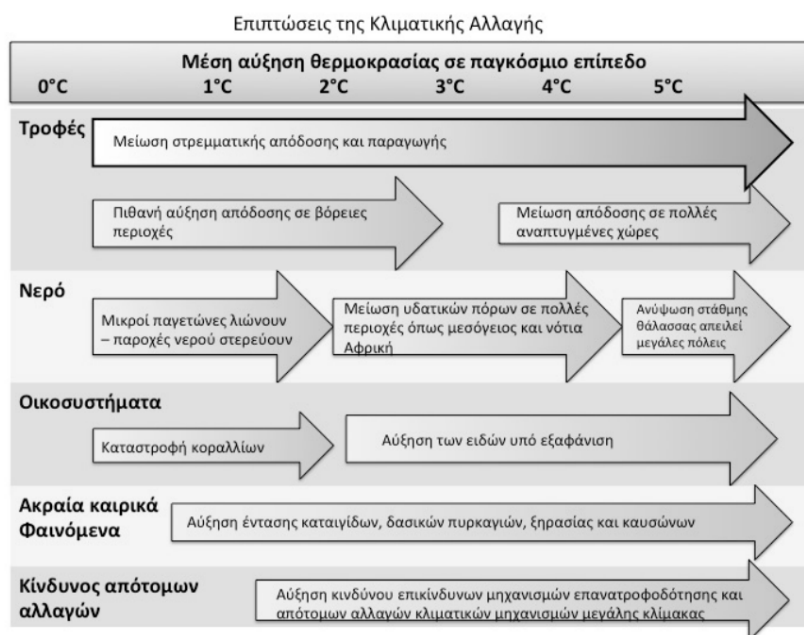 Επιπτώσεις της Κλιματικής Αλλαγής
Μέση αύξηση θερμοκρασίας σε παγκόσμιο επίπεδο
0°C 1°C 2°C 3°C 4°C 5°C
Τροφές
Μείωση στρεμματικής απόδοσης και παραγωγής
Πιθανή αύξηση απόδοσης σε βόρειες
περιοχές
Μείωση απόδοσης σε πολλές
αναπτυγμένες χώρες
Νερό
Μικροί παγετώνες λιώνουν
– παροχές νερού στερεύουν
Μείωση υδατικών πόρων σε πολλές
περιοχές όπως μεσόγειος και νότια
Αφρική
Ανύψωση στάθμης
θάλασσας απειλεί
μεγάλες πόλεις
Οικοσυστήματα
Καταστροφή κοραλλίων
Αύξηση των ειδών υπό εξαφάνιση
Ακραία καιρικά
Φαινόμενα
Αύξηση έντασης καταιγίδων, δασικών πυρκαγιών, ξηρασίας και καυσώνων
Κίνδυνος απότομων
αλλαγών
Αύξηση κινδύνου επικίνδυνων μηχανισμών επανατροφοδότησης και
απότομων αλλαγών κλιματικών μηχανισμών μεγάλης κλίμακας